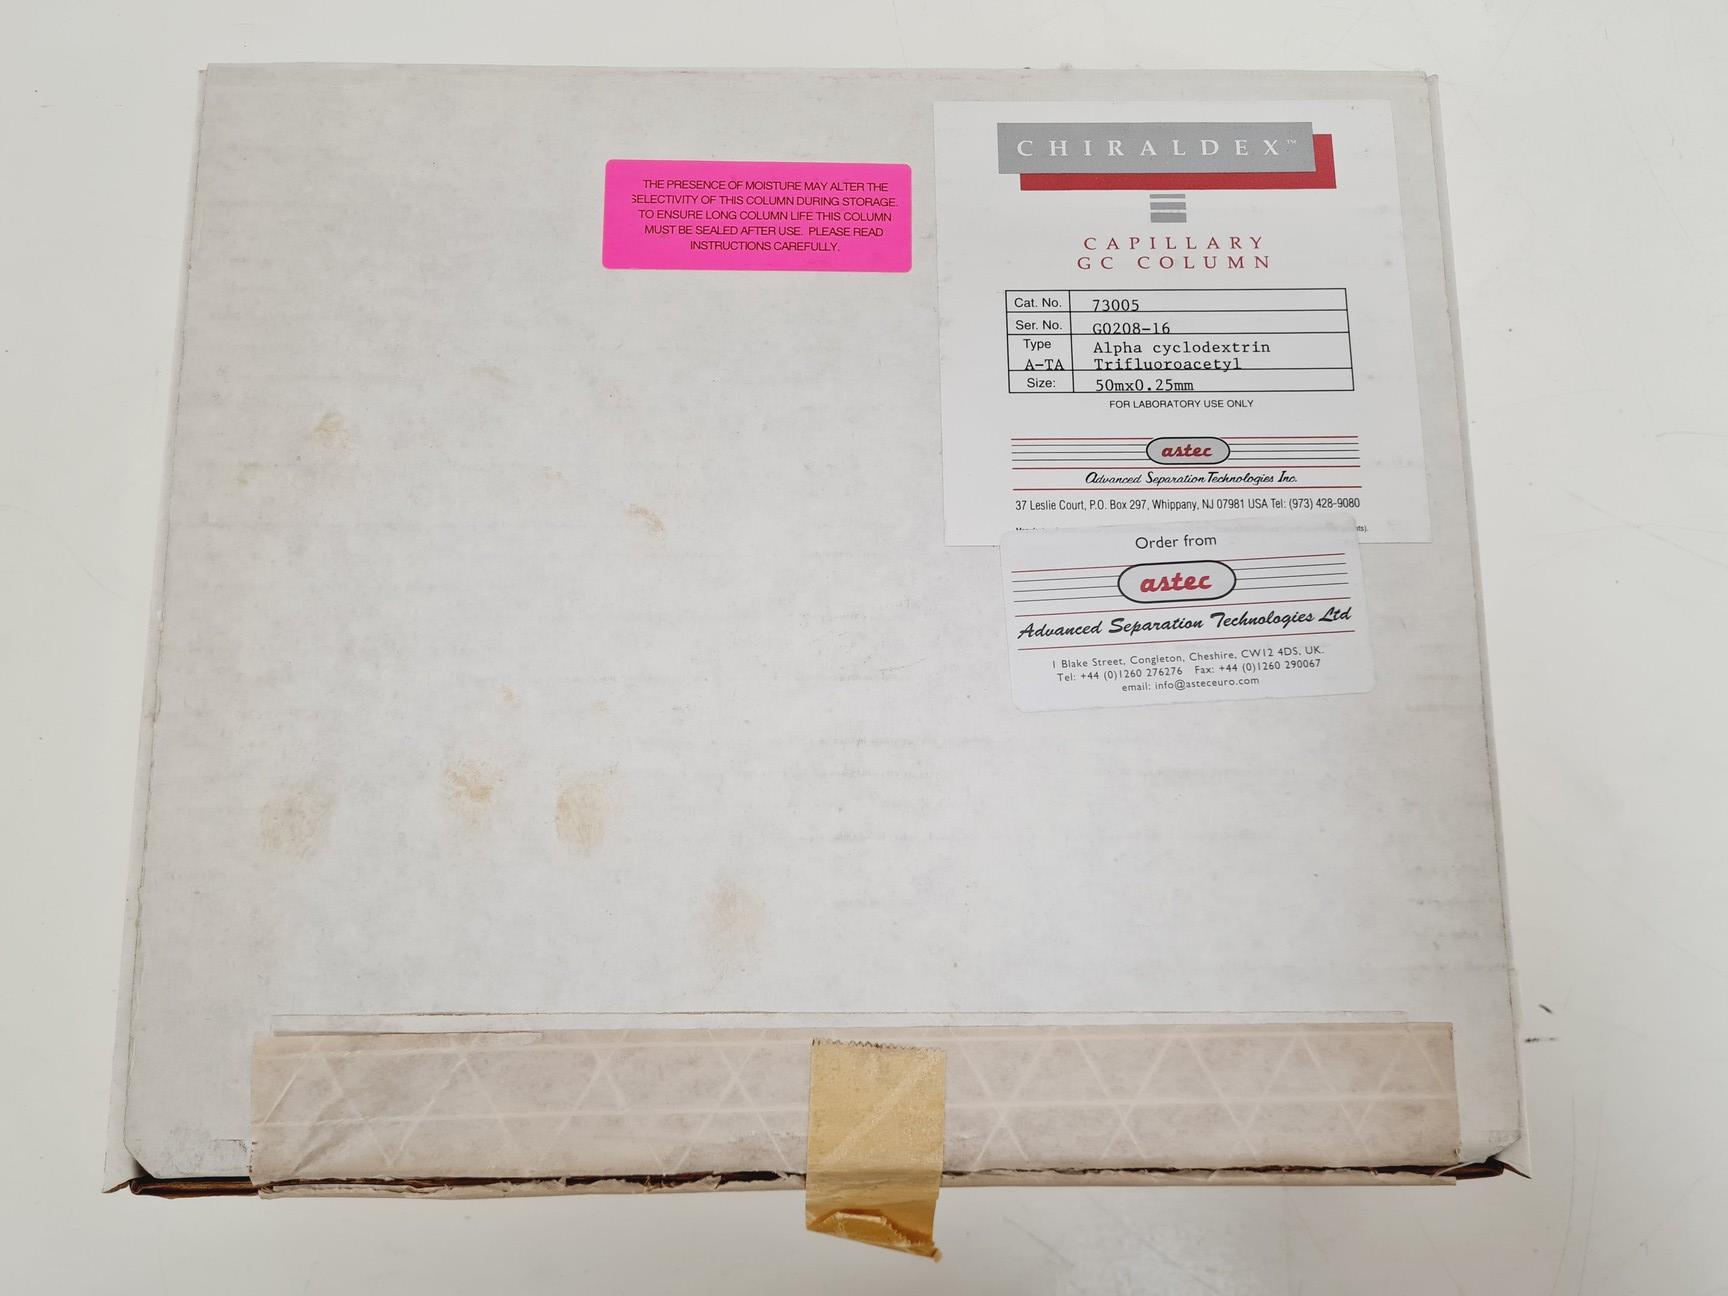 THE PRESENCE OF MOISTURE MAY ALTER THE
SELECTIVITY OF THIS COLUMN DURING STORAGE.
TO ENSURE LONG COLUMN LIFE THIS COLUMN
MUST BE SEALED AFTER USE. PLEASE READ
INSTRUCTIONS CAREFULLY.
CHIRALDEX™
CAPILLARY
GC COLUMN
Cat. No. 73005
Ser. No. G0208-16
Type Alpha cyclodextrin
A-TA Trifluoroacetyl
Size: 50mx0.25mm
FOR LABORATORY USE ONLY
astec
Advanced Separation Technologies Inc.
37 Leslie Court, P.O. Box 297, Whippany, NJ 07981 USA Tel: (973) 428-9080
Order from
astec
Advanced Separation Technologies Ltd
1 Blake Street, Congleton, Cheshire, CW12 4DS, UK.
Tel: +44 (0)1260 276276 Fax: +44 (0)1260 290067
email: info@asteceuro.com